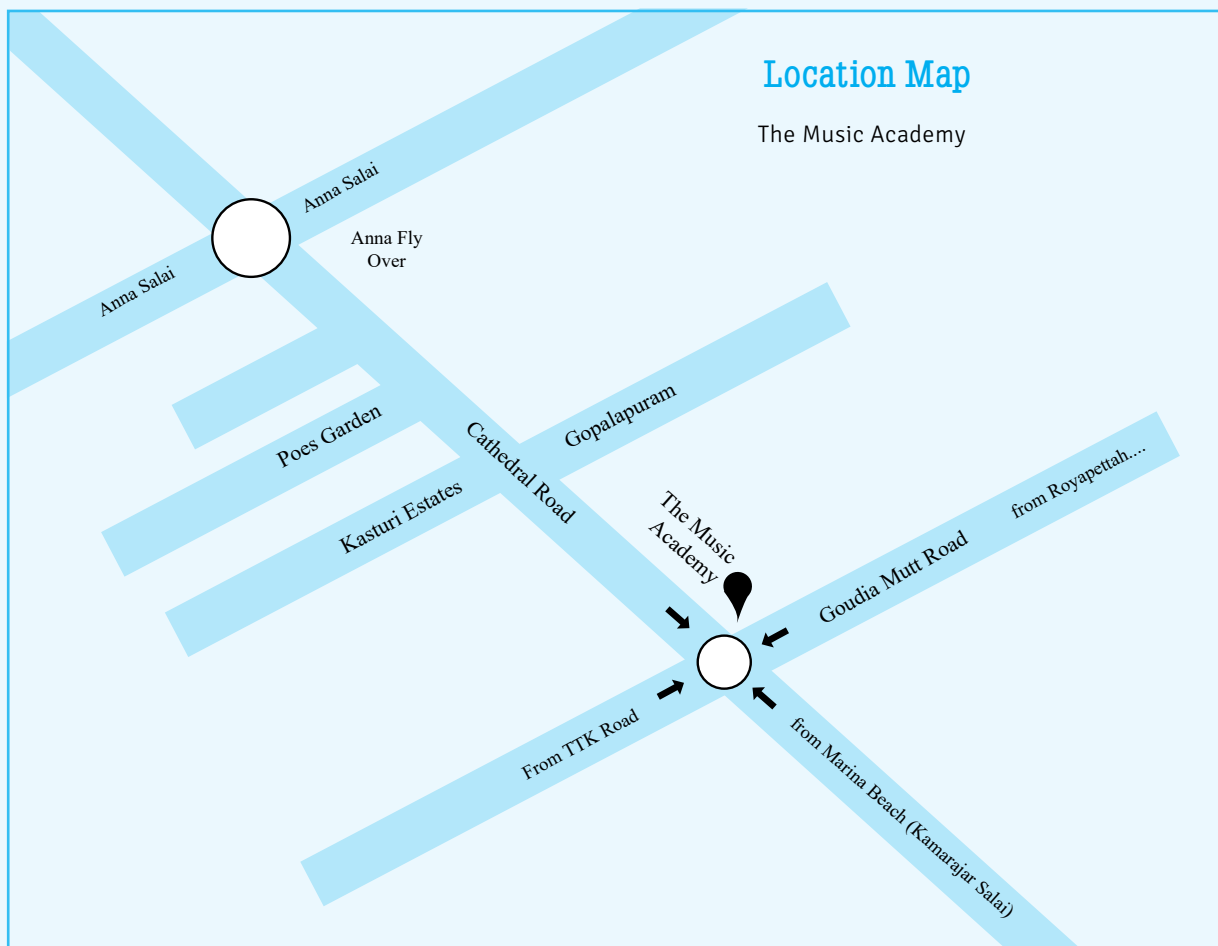 Location Map
The Music Academy
Anna Salai
Anna Fly
Over
Anna Salai
Poes Garden
Gopalapuram
Cathedral Road
Kasturi Estates
The Music
Academy
from Royapettah....
Goudia Mutt Road
From TTK Road
from Marina Beach (Kamarajar Salai)